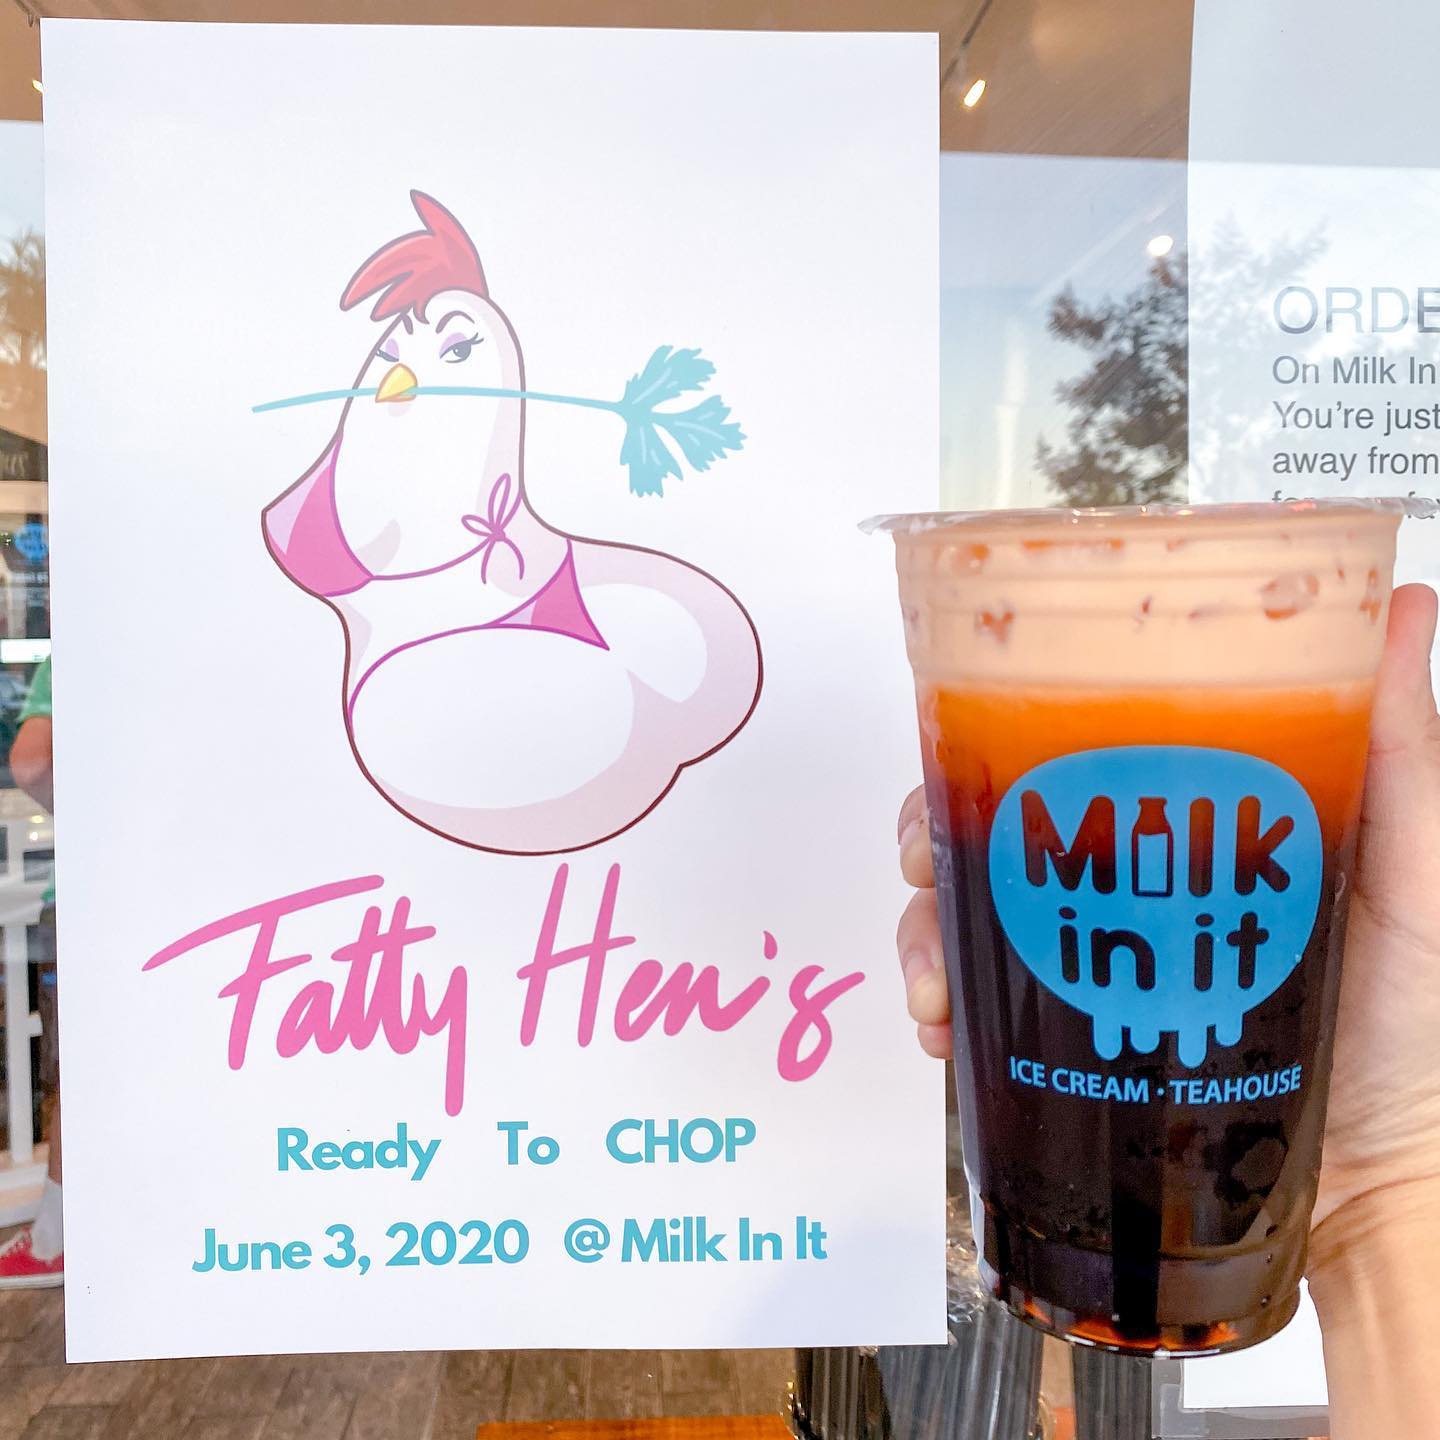 Fatty Hen's
Ready To CHOP
June 3, 2020 @ Milk In It
On Milk In
You're just
away from
Milk
in it
ICE CREAM · TEAHOUSE